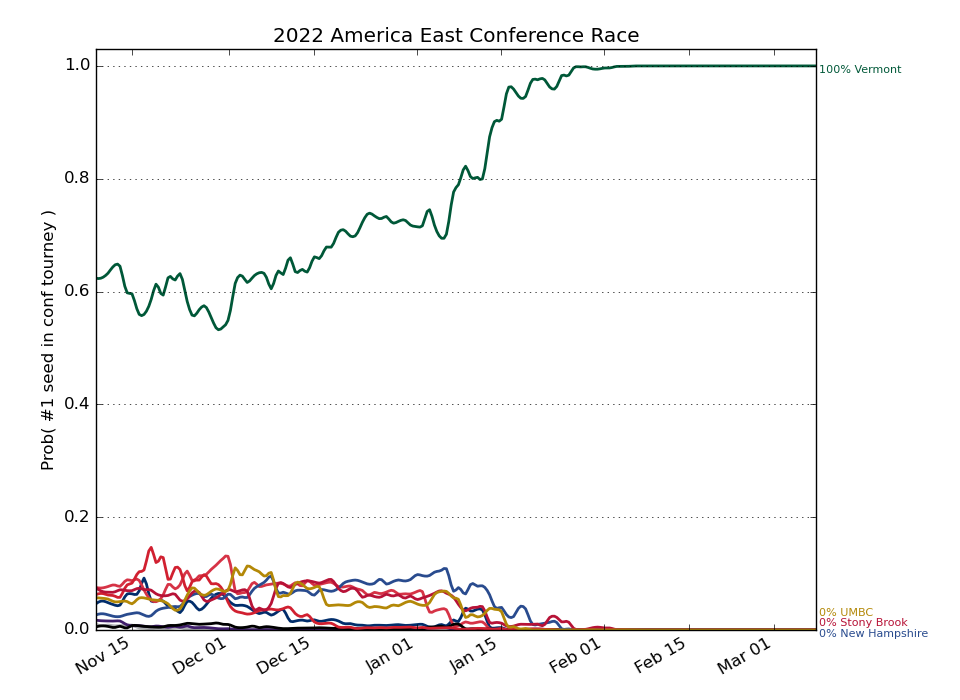 2022 America East Conference Race
Prob( #1 seed in conf tourney )
1.0
0.8
0.6
0.4
0.2
0.0
Nov 15
Dec 01
Dec 15
Jan 01
Jan 15
Feb 01
Feb 15
Mar 01
100% Vermont
0% UMBC
0% Stony Brook
0% New Hampshire